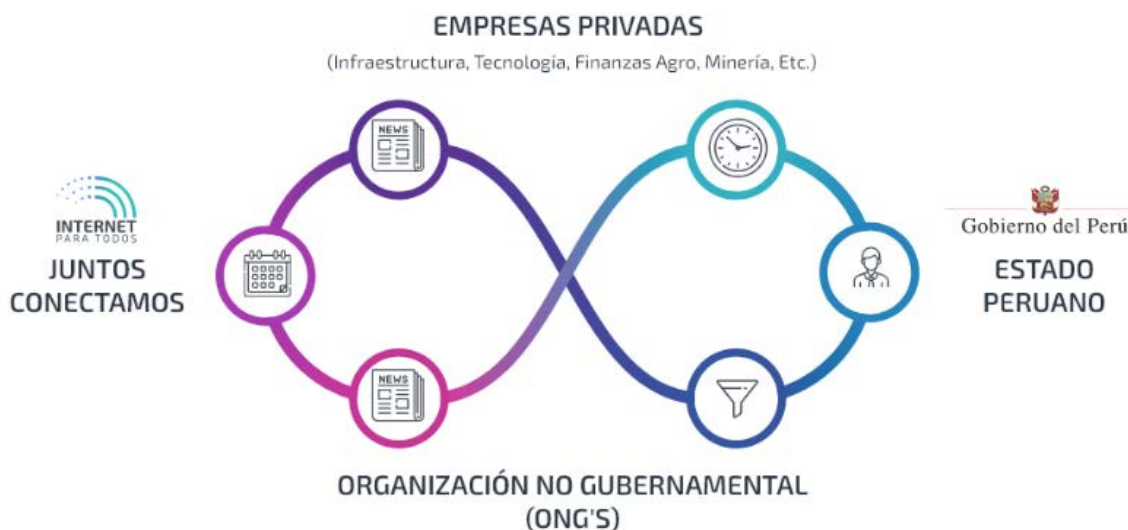 EMPRESAS PRIVADAS
(Infraestructura, Tecnología, Finanzas Agro, Minería, Etc.)
NEWS
INTERNET
PARA TODOS
JUNTOS
CONECTAMOS
Gobierno del Perú
ESTADO
PERUANO
NEWS
ORGANIZACIÓN NO GUBERNAMENTAL
(ONG'S)